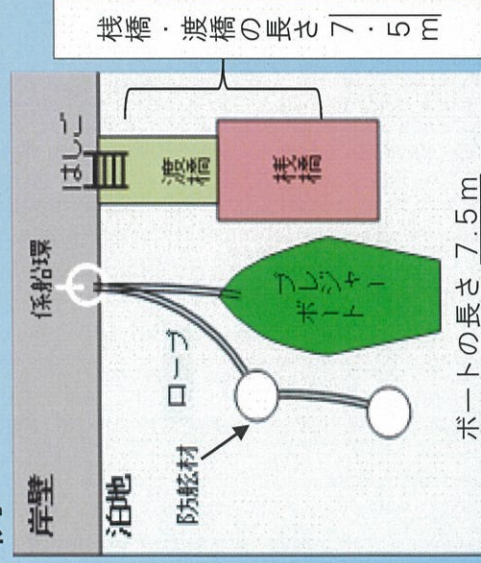 岸壁
係船環
はしご
泊地
ロープ
渡橋
防舷材
プレジャー
ボート
桟橋
ボートの長さ 7.5m
桟橋・渡橋の長さ 7.5m